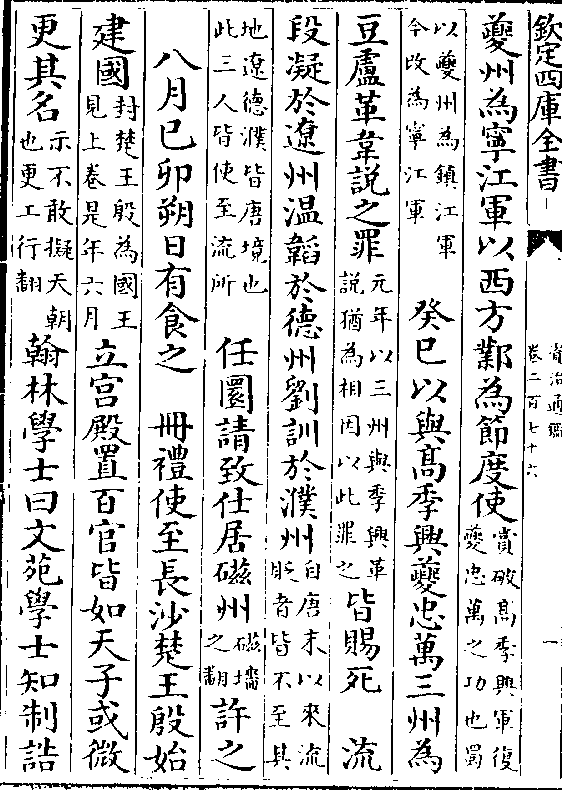 欽定四庫全書
資治通鑑
卷二百七十六
一
夔州為寧江軍以西方鄴為節度使賞破髙季興軍復夔忠萬之功也蜀
以夔州為鎮江軍今改為寧江軍 癸巳以與髙季興夔忠萬三州為
豆盧革韋説之罪元年以三州與季興革説猶為相因以此罪之皆賜死 流
段凝於遼州温韜於德州劉訓於濮州自唐末以來流貶者皆不至其
地遼德濮皆唐境也此三人皆使至流所 任圜請致仕居磁州磁墻之翻許之
八月己卯朔日有食之 冊禮使至長沙楚王殷始
建國封楚王殷為國王見上卷是年六月立宫殿置百官皆如天子或微
更其名示不敢擬天朝也更工行翻翰林學士曰文苑學士知制誥